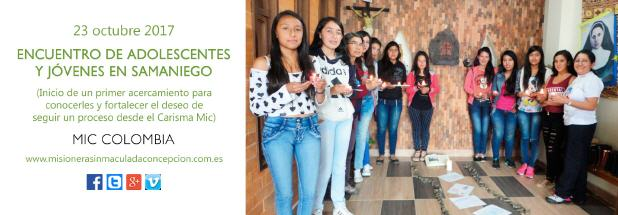 23 octubre 2017
ENCUENTRO DE ADOLESCENTES
Y JÓVENES EN SAMANIEGO
(Inicio de un primer acercamiento para
conocerles y fortalecer el deseo de
seguir un proceso desde el Carisma Mic)
MIC COLOMBIA
www.misionerasinmaculadaconcepcion.com.es
adidas